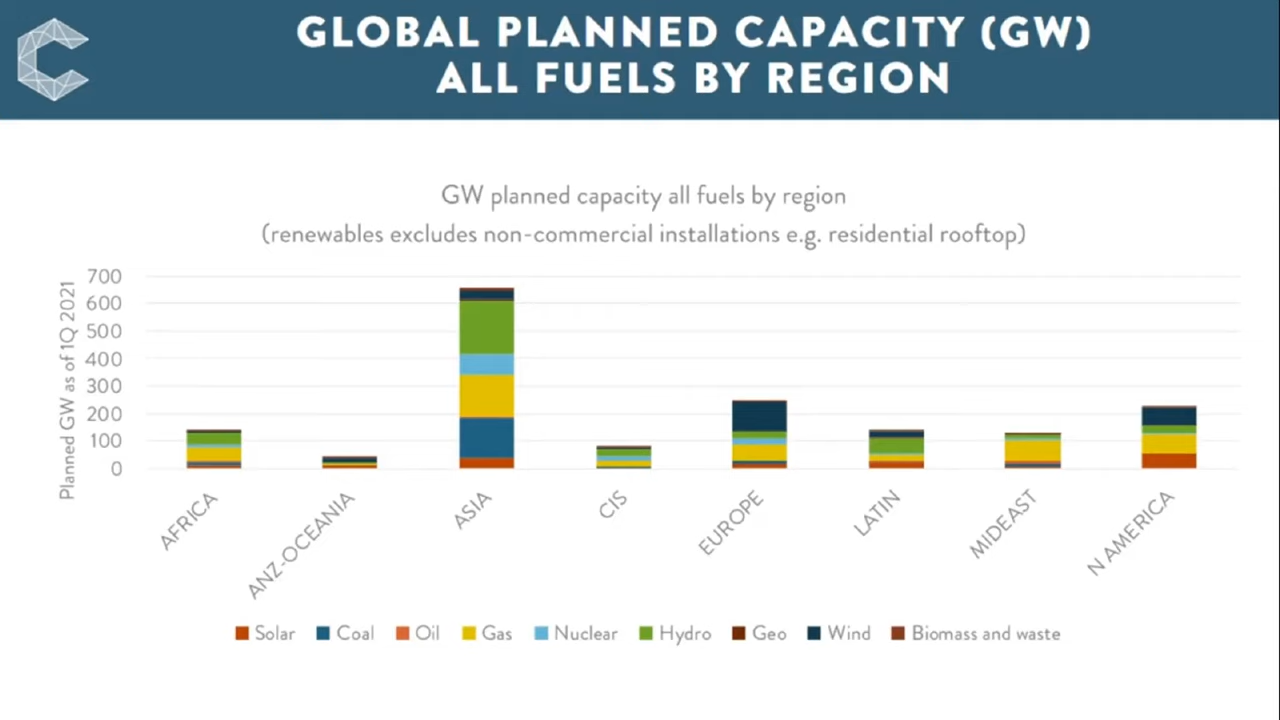 GLOBAL PLANNED CAPACITY (GW)
ALL FUELS BY REGION
GW planned capacity all fuels by region
(renewables excludes non-commercial installations e.g. residential rooftop)
Planned GW as of 1Q 2021
700
600
500
400
300
200
100
0
AFRICA
ANZ-OCEANIA
ASIA
CIS
EUROPE
LATIN
MIDEAST
N AMERICA
Solar Coal Oil Gas Nuclear Hydro Geo Wind Biomass and waste